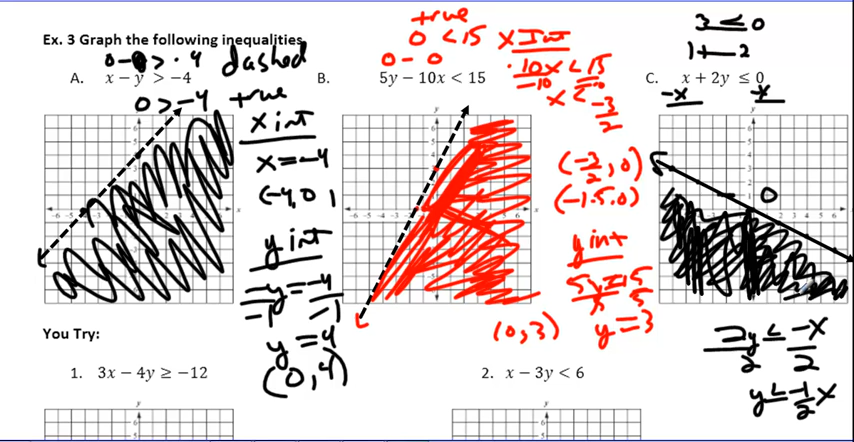 Ex. 3 Graph the following inequalities
A. x − y > −4
0 - 0 > -4
dashed
0 > -4 true
x int
x = -4
(-4,0)
y int
-y = -4
-1 -1
y = 4
(0,4)
B. 5y − 10x < 15
true
0 < 15
0 - 0
x Int
-10x < 15
-10 -10
x < -3
2
(-3/2, 0)
(-1.5,0)
y int
5y = 15
5 5
y = 3
(0,3)
C. x + 2y ≤ 0
3 ≤ 0
1 + 2
-x -x
0
2y ≤ -x
2 2
y ≤ -1/2 x
You Try:
1. 3x − 4y ≥ −12
2. x − 3y < 6